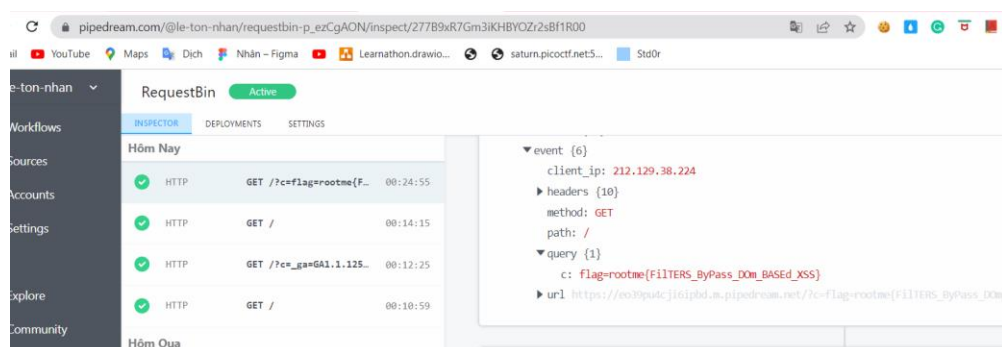 pipedream.com/@le-ton-nhan/requestbin-p_ezCgAON/inspect/277B9xR7Gm3iKHBYOZr2sBf1R00
il YouTube Maps Dịch Nhân – Figma Learnathon.drawio... saturn.picoctf.net:5... Std0r
e-ton-nhan RequestBin Active
INSPECTOR DEPLOYMENTS SETTINGS
Workflows
Sources
Accounts
Settings
Explore
Community
Hôm Nay
HTTP GET /?c=flag=rootme{F… 00:24:55
HTTP GET / 00:14:15
HTTP GET /?c=_ga=GA1.1.125… 00:12:25
HTTP GET / 00:10:59
Hôm Qua
event {6}
client_ip: 212.129.38.224
headers {10}
method: GET
path: /
query {1}
c: flag=rootme{FilTERS_ByPass_DOm_BASEd_XSS}
url https://eo39pu4cji6ipbd.m.pipedream.net/?c=flag=rootme{FilTERS_ByPass_DOm